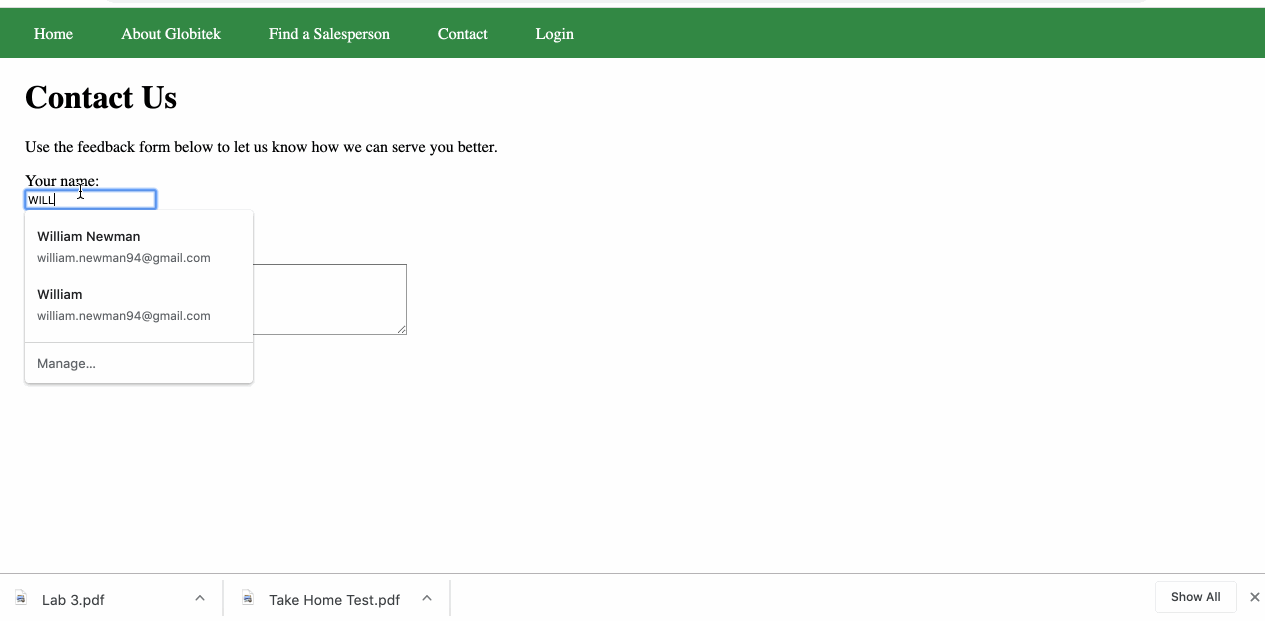 Home About Globitek Find a Salesperson Contact Login
Contact Us
Use the feedback form below to let us know how we can serve you better.
Your name:
WILL
William Newman
william.newman94@gmail.com
William
william.newman94@gmail.com
Manage...
Lab 3.pdf Take Home Test.pdf Show All